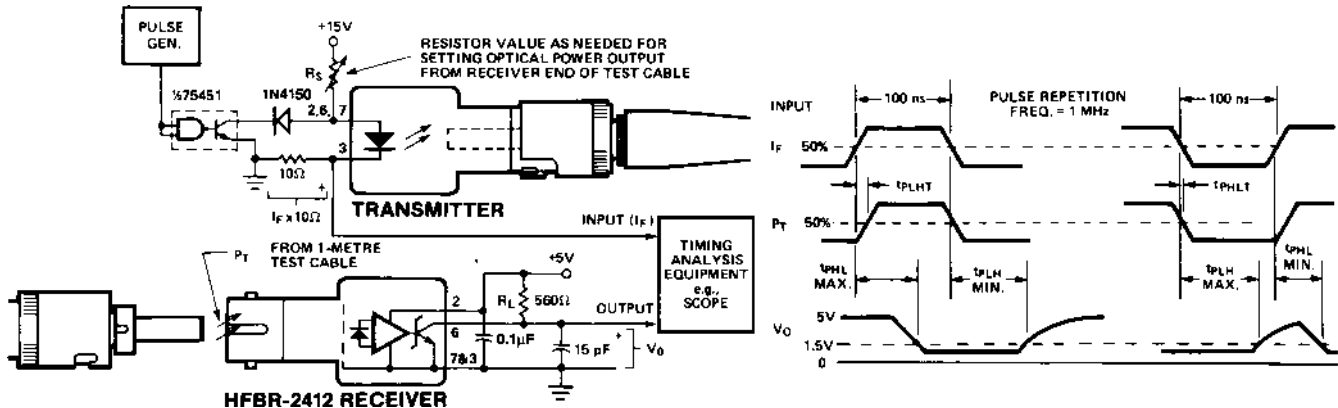 PULSE
GEN.
+15V
RESISTOR VALUE AS NEEDED FOR
SETTING OPTICAL POWER OUTPUT
FROM RECEIVER END OF TEST CABLE
RS
½75451
1N4150
2,6,
7
3
10Ω
+
IF x 10Ω
TRANSMITTER
INPUT (IF)
TIMING
ANALYSIS
EQUIPMENT
e.g.,
SCOPE
PT
FROM 1-METRE
TEST CABLE
+5V
RL
560Ω
2
6
7&3
OUTPUT
0.1µF
15 pF
+
VO
HFBR-2412 RECEIVER
INPUT
100 ns
PULSE REPETITION
FREQ. = 1 MHz
100 ns
IF
50%
tPLHT
tPHLT
PT
50%
tPHL
MAX.
tPLH
MIN.
tPLH
MAX.
tPHL
MIN.
VO
5V
1.5V
0